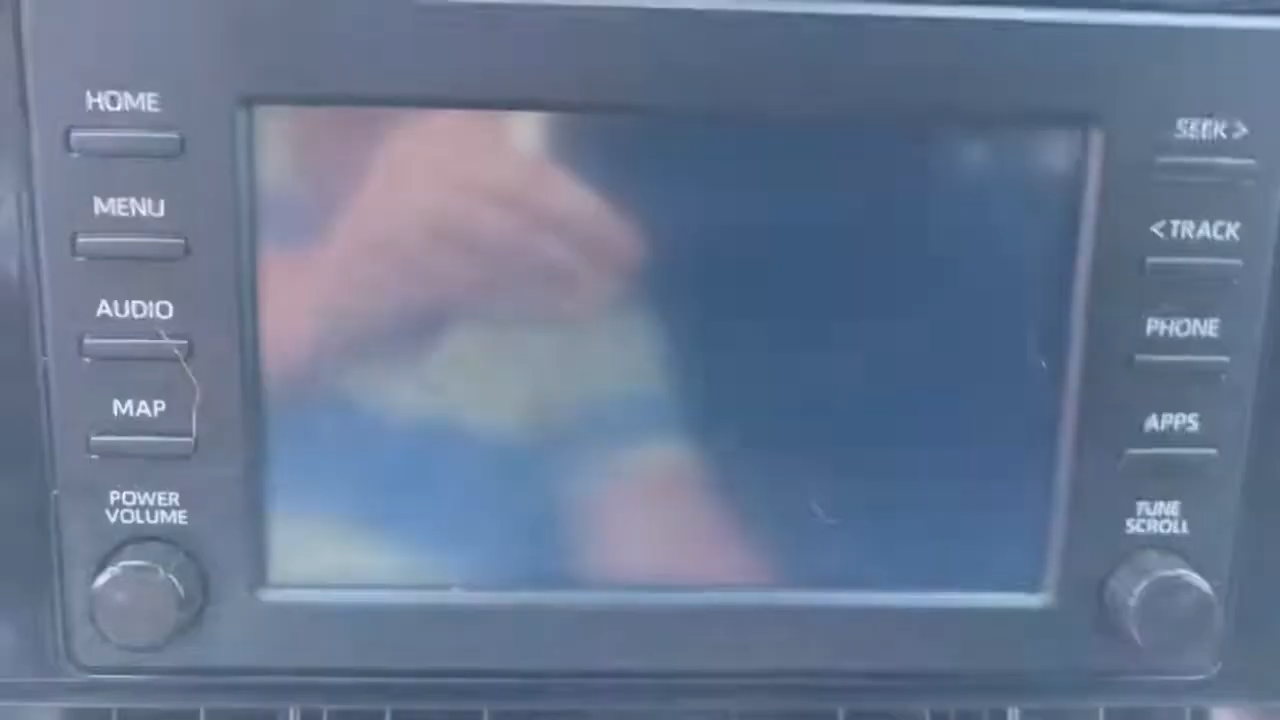 HOME
MENU
AUDIO
MAP
POWER
VOLUME
SEEK >
< TRACK
PHONE
APPS
TUNE
SCROLL